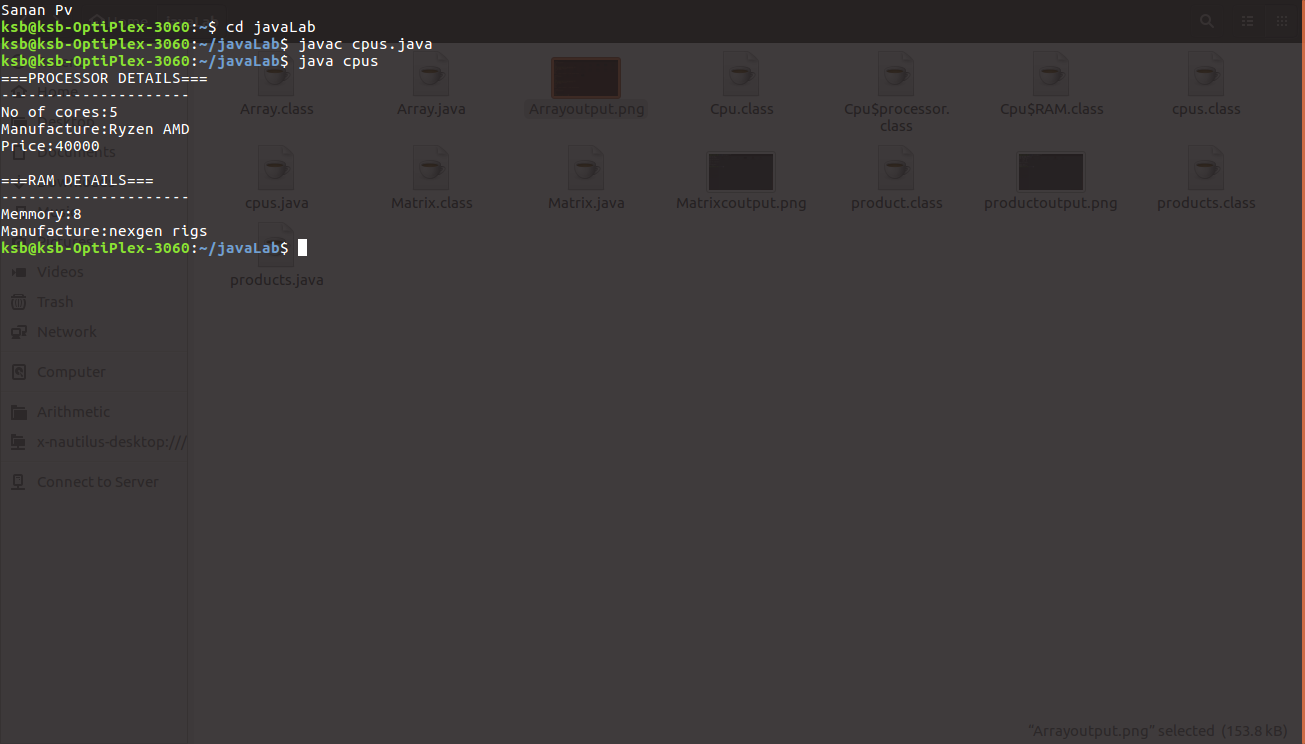 Sanan Pv
ksb@ksb-OptiPlex-3060:~$ cd javaLab
ksb@ksb-OptiPlex-3060:~/javaLab$ javac cpus.java
ksb@ksb-OptiPlex-3060:~/javaLab$ java cpus
===PROCESSOR DETAILS===
---------------------
No of cores:5
Manufacture:Ryzen AMD
Price:40000
===RAM DETAILS===
---------------------
Memmory:8
Manufacture:nexgen rigs
ksb@ksb-OptiPlex-3060:~/javaLab$
Home
Documents
Videos
Trash
Network
Computer
Arithmetic
x-nautilus-desktop:///
Connect to Server
Array.class
Array.java
Arrayoutput.png
Cpu.class
Cpu$processor.
class
Cpu$RAM.class
cpus.class
cpus.java
Matrix.class
Matrix.java
Matrixcoutput.png
product.class
productoutput.png
products.class
products.java
"Arrayoutput.png" selected (153.8 kB)